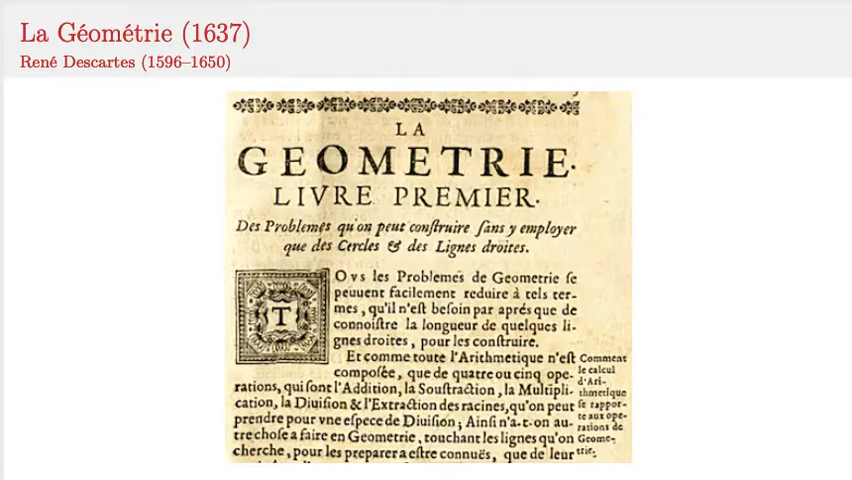 La Géométrie (1637)
René Descartes (1596–1650)
LA
GEOMETRIE.
LIVRE PREMIER.
Des Problemes qu'on peut construire sans y employer
que des Cercles & des Lignes droites.
TOvs les Problemes de Geometrie se
peuuent facilement reduire à tels ter-
mes, qu'il n'est besoin par aprés que de
connoistre la longueur de quelques li-
gnes droites, pour les construire.
Et comme toute l'Arithmetique n'est
composée, que de quatre ou cinq ope-
rations, qui sont l'Addition, la Soustraction, la Multipli-
cation, la Diuision & l'Extraction des racines, qu'on peut
prendre pour vne espece de Diuision; Ainsi n'a-t-on au-
tre chose a faire en Geometrie, touchant les lignes qu'on
cherche, pour les preparer a estre connuës, que de leur
Comment
le calcul
d'Ari-
thmetique
se rappor-
te aux ope-
rations de
Geome-
trie.